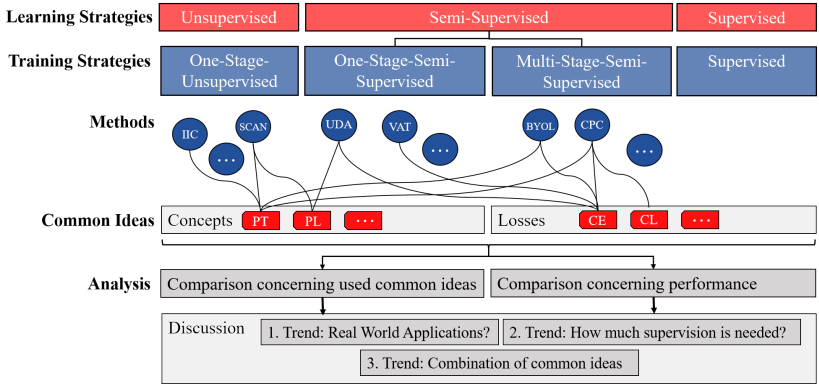 Learning Strategies
Unsupervised
Semi-Supervised
Supervised
Training Strategies
One-Stage-
Unsupervised
One-Stage-Semi-
Supervised
Multi-Stage-Semi-
Supervised
Supervised
Methods
IIC
SCAN
...
UDA
VAT
...
BYOL
CPC
...
Common Ideas
Concepts
PT
PL
...
Losses
CE
CL
...
Analysis
Comparison concerning used common ideas
Comparison concerning performance
Discussion
1. Trend: Real World Applications?
2. Trend: How much supervision is needed?
3. Trend: Combination of common ideas